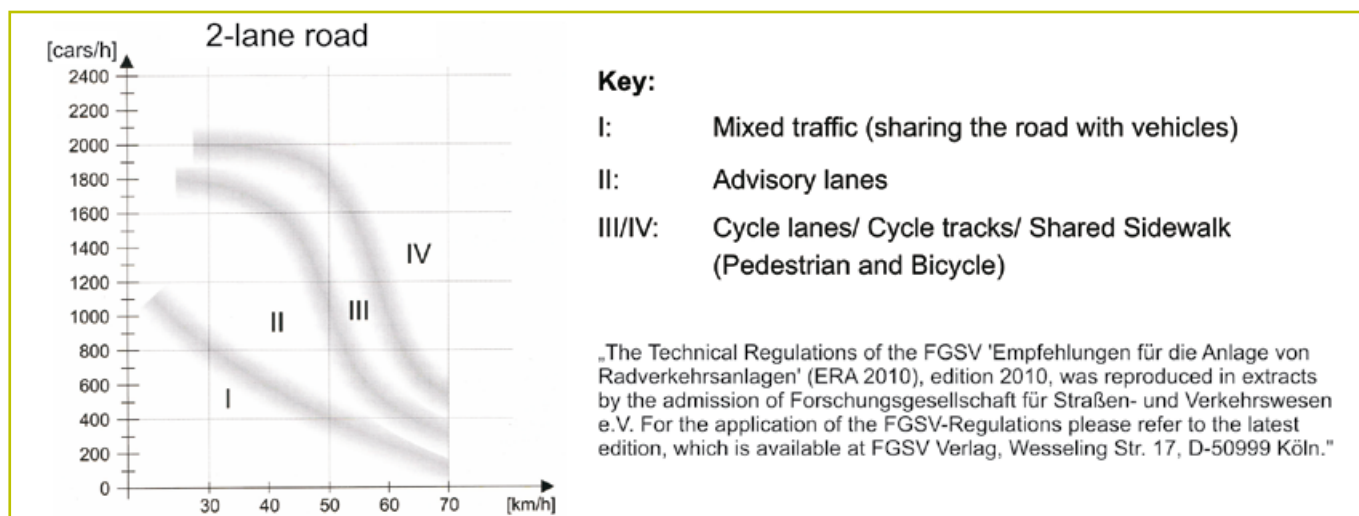 2-lane road
[cars/h]
2400
2200
2000
1800
1600
1400
1200
1000
800
600
400
200
0
30 40 50 60 70 [km/h]
I
II
III
IV
Key:
I: Mixed traffic (sharing the road with vehicles)
II: Advisory lanes
III/IV: Cycle lanes/ Cycle tracks/ Shared Sidewalk
(Pedestrian and Bicycle)
„The Technical Regulations of the FGSV 'Empfehlungen für die Anlage von
Radverkehrsanlagen' (ERA 2010), edition 2010, was reproduced in extracts
by the admission of Forschungsgesellschaft für Straßen- und Verkehrswesen
e.V. For the application of the FGSV-Regulations please refer to the latest
edition, which is available at FGSV Verlag, Wesseling Str. 17, D-50999 Köln."